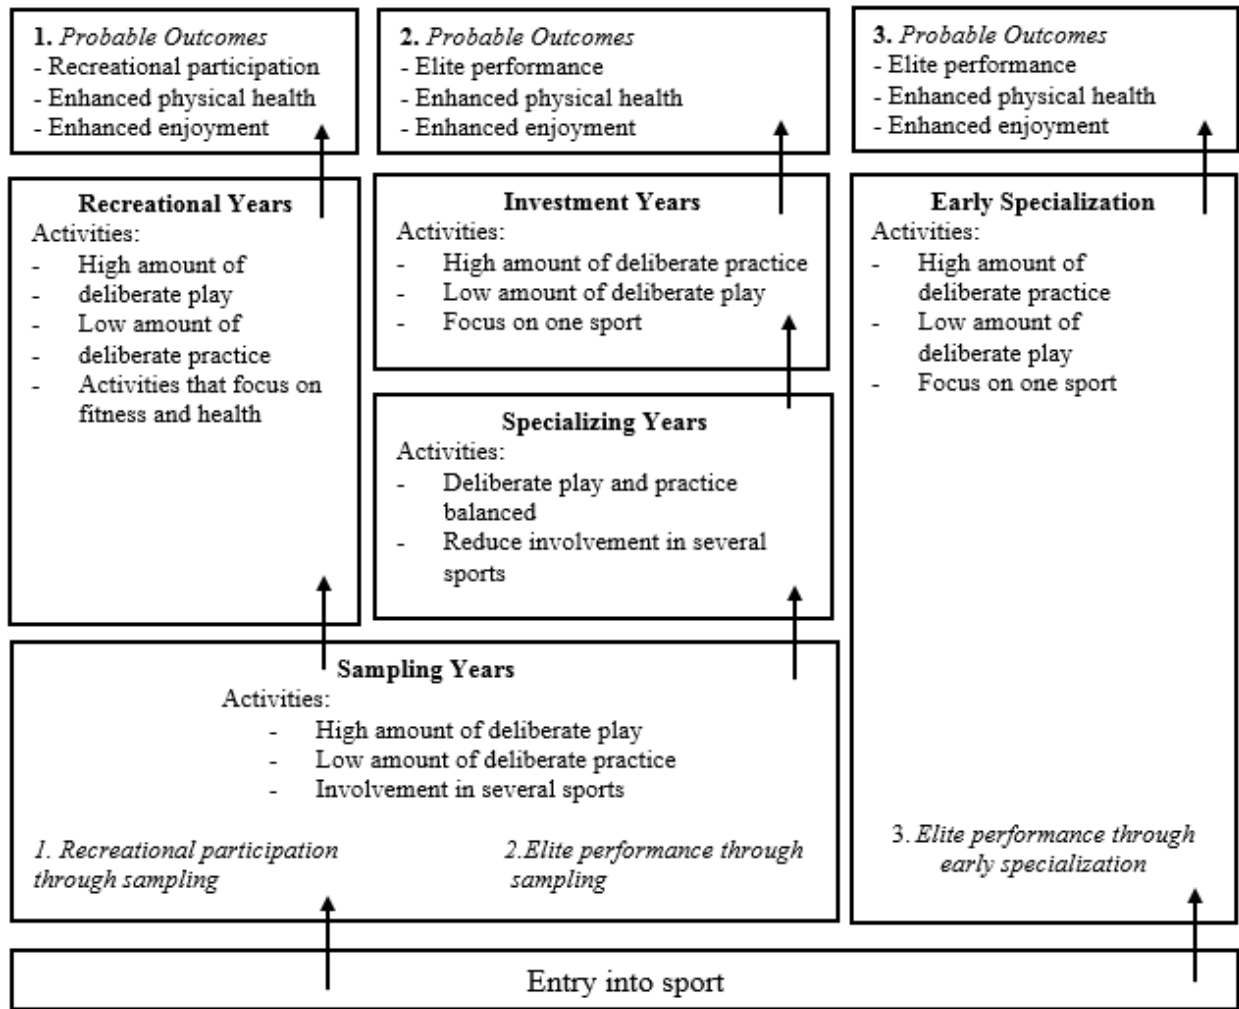 1. Probable Outcomes
- Recreational participation
- Enhanced physical health
- Enhanced enjoyment
2. Probable Outcomes
- Elite performance
- Enhanced physical health
- Enhanced enjoyment
3. Probable Outcomes
- Elite performance
- Enhanced physical health
- Enhanced enjoyment
Recreational Years
Activities:
- High amount of
- deliberate play
- Low amount of
- deliberate practice
- Activities that focus on
fitness and health
Investment Years
Activities:
- High amount of deliberate practice
- Low amount of deliberate play
- Focus on one sport
Early Specialization
Activities:
- High amount of
deliberate practice
- Low amount of
deliberate play
- Focus on one sport
Specializing Years
Activities:
- Deliberate play and practice
balanced
- Reduce involvement in several
sports
Sampling Years
Activities:
- High amount of deliberate play
- Low amount of deliberate practice
- Involvement in several sports
1. Recreational participation
through sampling
2.Elite performance through
sampling
3. Elite performance through
early specialization
Entry into sport